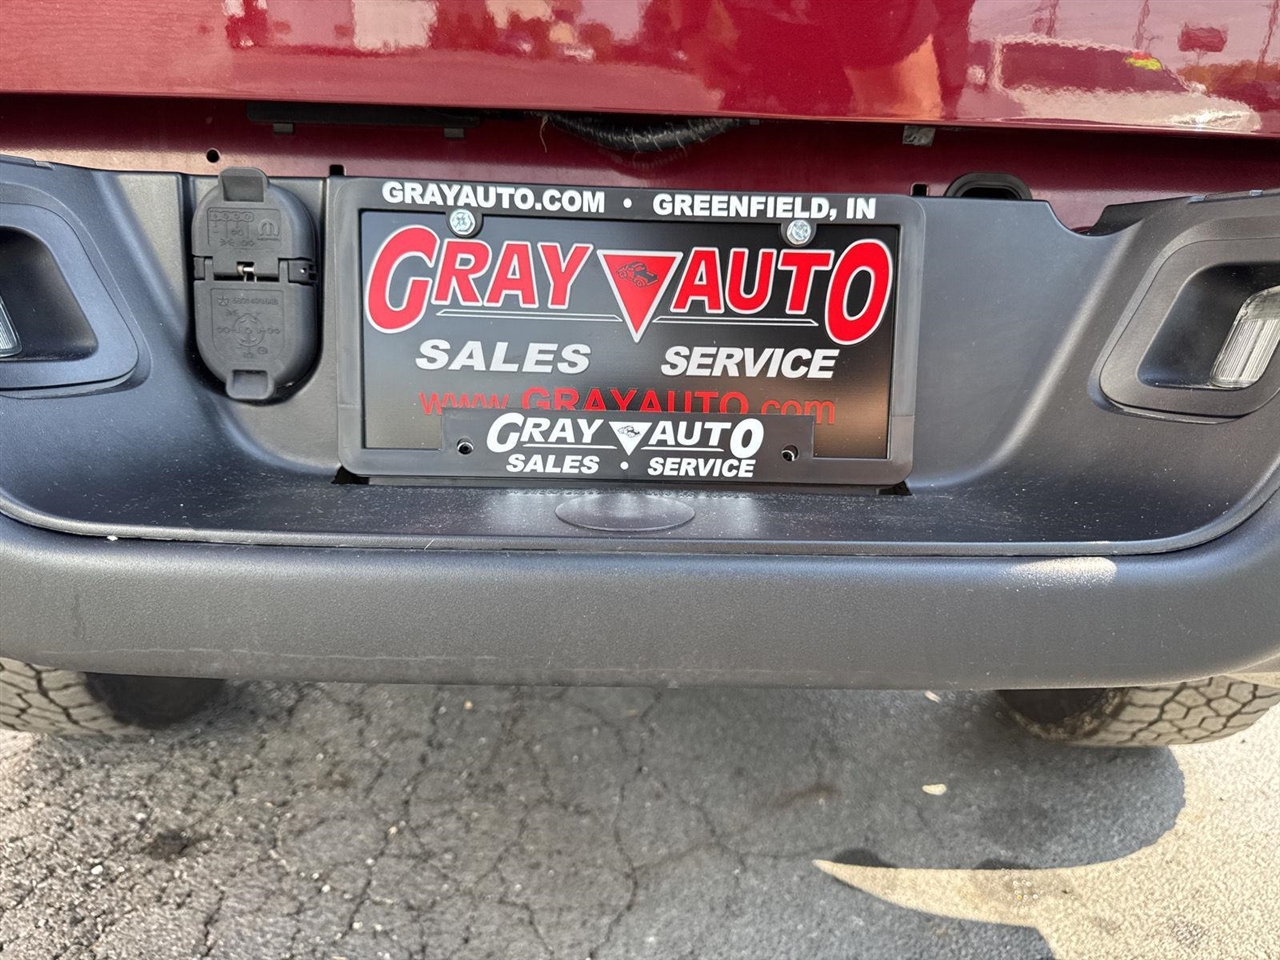 GRAYAUTO.COM • GREENFIELD, IN
GRAY AUTO
SALES SERVICE
www.GRAYAUTO.com
GRAY AUTO
SALES • SERVICE